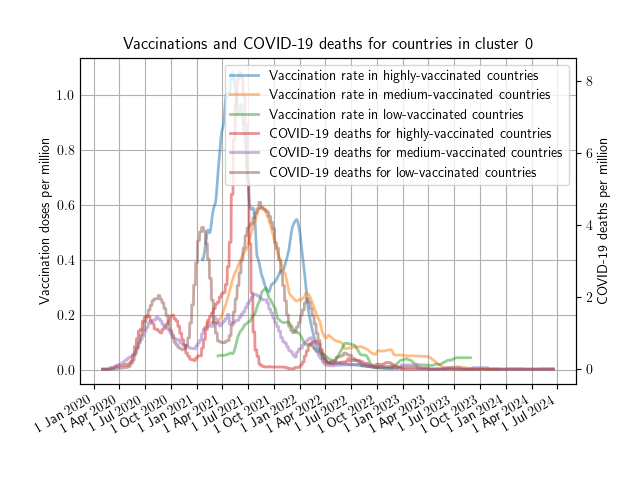 Vaccinations and COVID-19 deaths for countries in cluster 0
Vaccination rate in highly-vaccinated countries
Vaccination rate in medium-vaccinated countries
Vaccination rate in low-vaccinated countries
COVID-19 deaths for highly-vaccinated countries
COVID-19 deaths for medium-vaccinated countries
COVID-19 deaths for low-vaccinated countries
Vaccination doses per million
1.0
0.8
0.6
0.4
0.2
0.0
COVID-19 deaths per million
8
6
4
2
0
1 Jan 2020
1 Apr 2020
1 Jul 2020
1 Oct 2020
1 Jan 2021
1 Apr 2021
1 Jul 2021
1 Oct 2021
1 Jan 2022
1 Apr 2022
1 Jul 2022
1 Oct 2022
1 Jan 2023
1 Apr 2023
1 Jul 2023
1 Oct 2023
1 Jan 2024
1 Apr 2024
1 Jul 2024